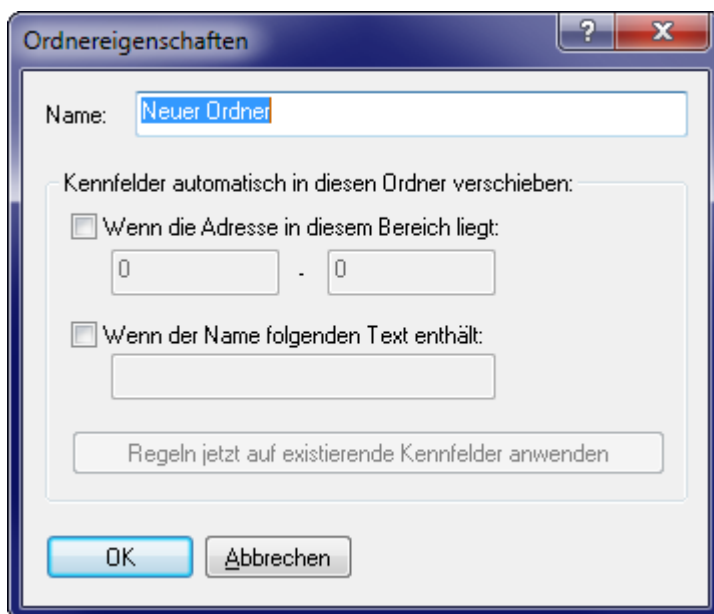 Ordnereigenschaften
Name: Neuer Ordner
Kennfelder automatisch in diesen Ordner verschieben:
Wenn die Adresse in diesem Bereich liegt:
0 - 0
Wenn der Name folgenden Text enthält:
Regeln jetzt auf existierende Kennfelder anwenden
OK Abbrechen